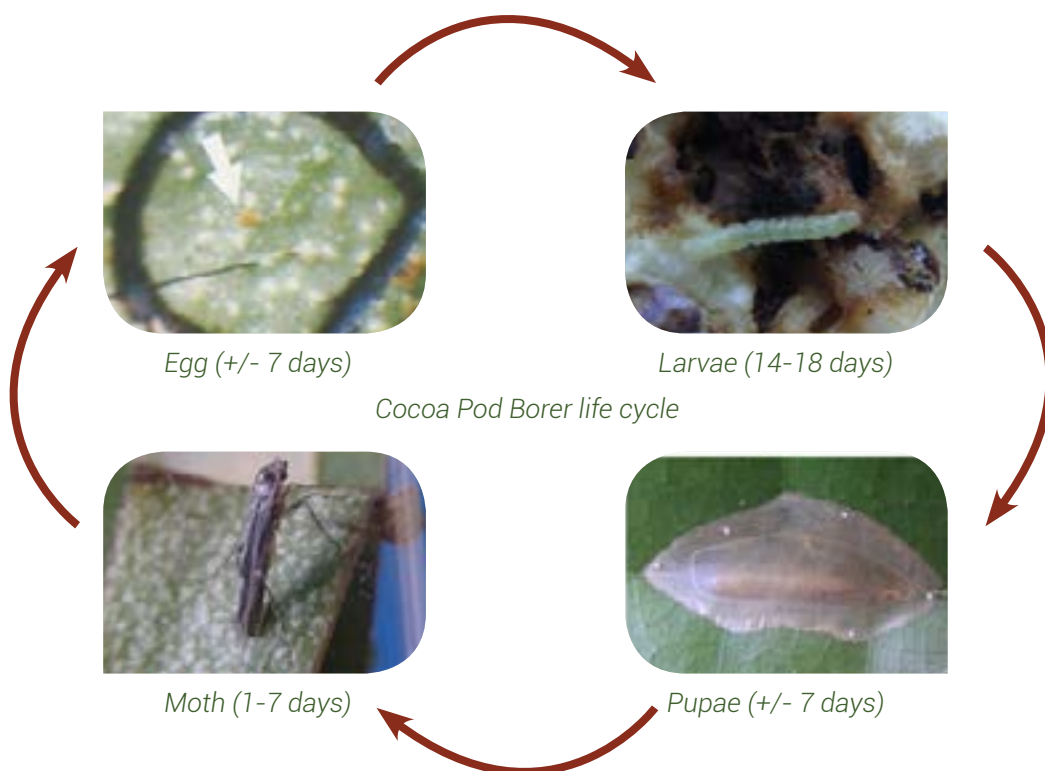 Egg (+/- 7 days)
Larvae (14-18 days)
Cocoa Pod Borer life cycle
Moth (1-7 days)
Pupae (+/- 7 days)